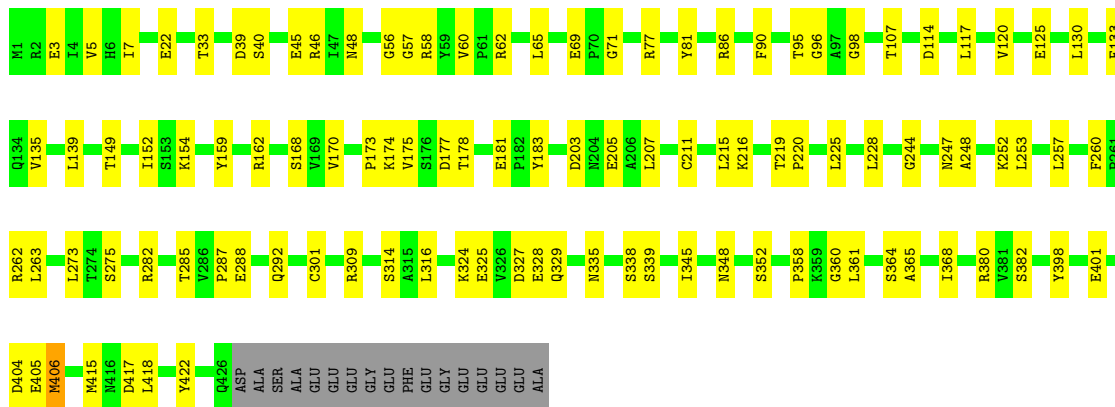 M1 R2 E3 I4 V5 H6 I7 E22 T33 D39 S40 E45 R46 I47 N48 G56 G57 R58 Y59 V60 P61 R62 L65 E69 P70 G71 R77 Y81 R86 F90 T95 G96 A97 G98 T107 D114 L117 V120 E125 L130
Q134 V135 L139 T149 I152 S153 K154 Y159 R162 S168 V169 V170 P173 K174 V175 S176 D177 T178 E181 P182 Y183 D203 N204 E205 A206 L207 C211 L215 K216 T219 P220 L225 L228 G244 N247 A248 K252 L253 L257 F260
R262 L263 L273 T274 S275 R282 T285 V286 P287 E288 Q292 C301 R309 S314 A315 L316 K324 E325 V326 D327 E328 Q329 N335 S338 S339 I345 N348 S352 P358 K359 G360 L361 S364 A365 I368 R380 V381 S382 Y398 E401
D404 E405 M406 M415 N416 D417 L418 Y422 Q426 ASP ALA SER ALA GLU GLU GLU GLY GLU PHE GLU GLY GLU GLU GLU GLU ALA